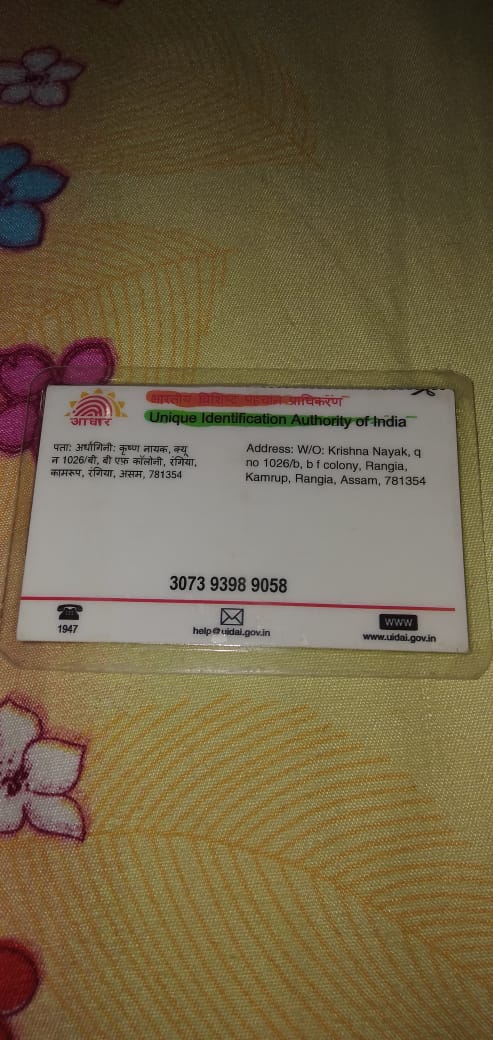 आधार
भारतीय विशिष्ट पहचान आधिकरण
Unique Identification Authority of India
पता: अर्धांगिनी: कृष्ण नायक, क्यू
न 1026/बी, बी एफ़ कॉलोनी, रंगिया,
कामरूप, रंगिया, असम, 781354
Address: W/O: Krishna Nayak, q
no 1026/b, b f colony, Rangia,
Kamrup, Rangia, Assam, 781354
3073 9398 9058
1947
help@uidai.gov.in
WWW
www.uidai.gov.in